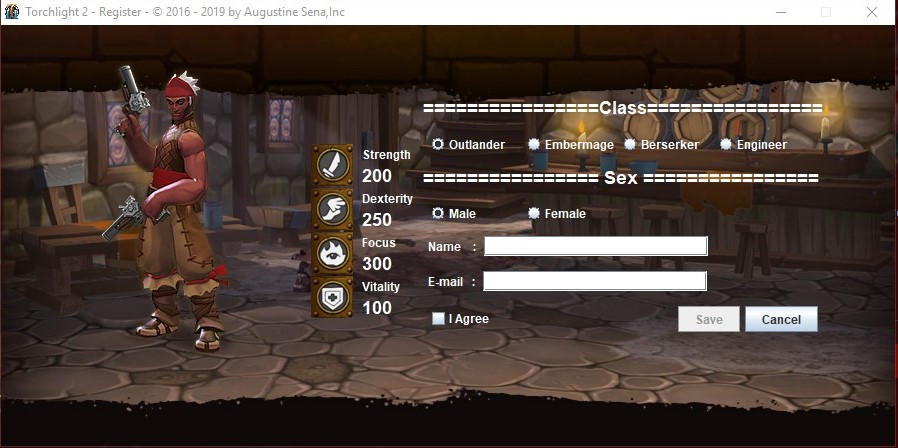 Torchlight 2 - Register - © 2016 - 2019 by Augustine Sena,Inc
================Class================
Outlander Embermage Berserker Engineer
================ Sex ================
Male Female
Name :
E-mail :
I Agree
Save Cancel
Strength
200
Dexterity
250
Focus
300
Vitality
100